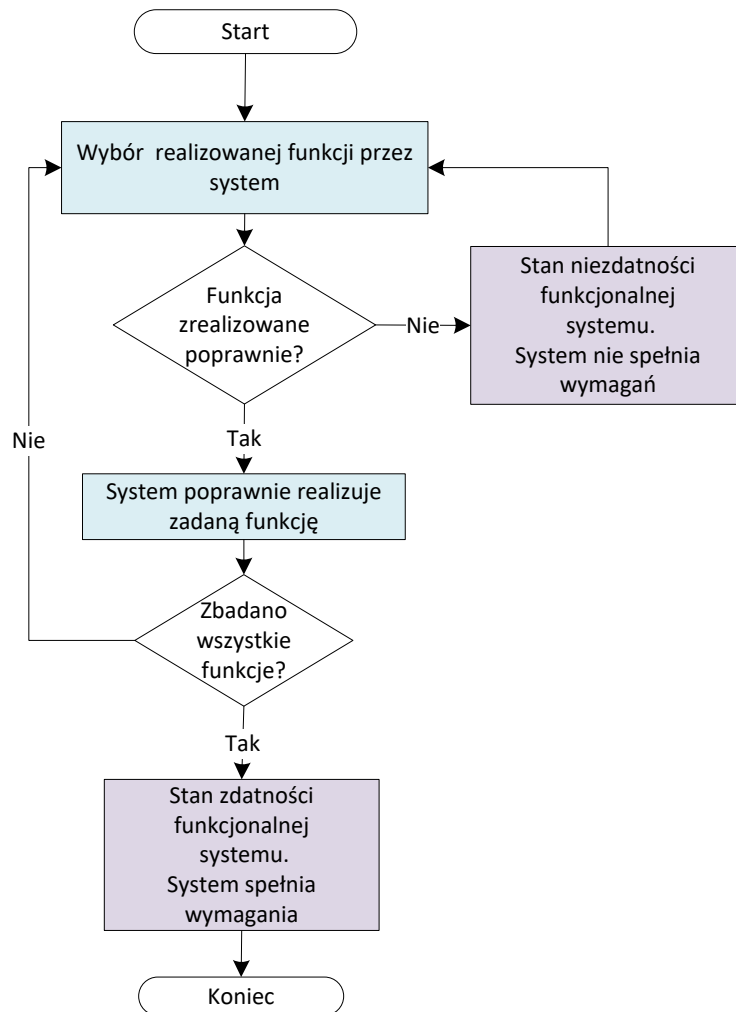 Start
Wybór realizowanej funkcji przez
system
Funkcja
zrealizowane
poprawnie?
Nie
Stan niezdatności
funkcjonalnej
systemu.
System nie spełnia
wymagań
Nie
Tak
System poprawnie realizuje
zadaną funkcję
Zbadano
wszystkie
funkcje?
Tak
Stan zdatności
funkcjonalnej
systemu.
System spełnia
wymagania
Koniec